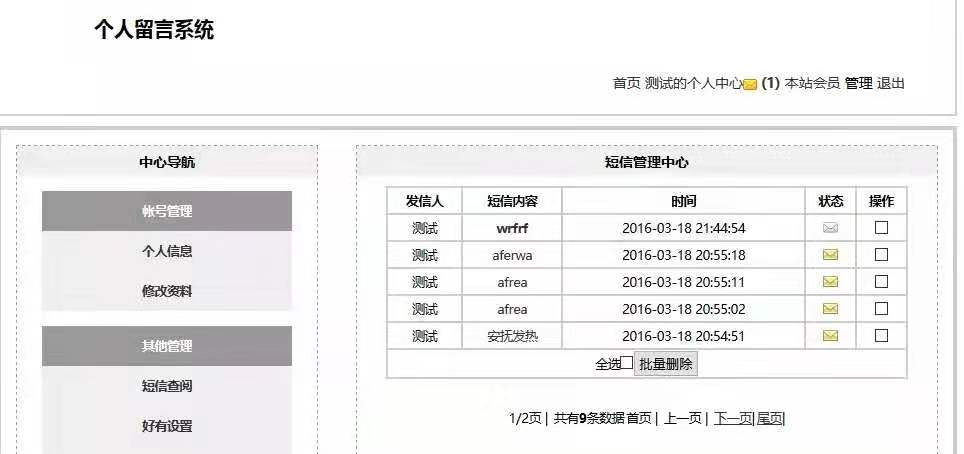 个人留言系统
首页 测试的个人中心 (1) 本站会员 管理 退出
中心导航
帐号管理
个人信息
修改资料
其他管理
短信查阅
好有设置
短信管理中心
发信人 短信内容 时间 状态 操作
测试 wrfrf 2016-03-18 21:44:54
测试 aferwa 2016-03-18 20:55:18
测试 afrea 2016-03-18 20:55:11
测试 afrea 2016-03-18 20:55:02
测试 安抚发热 2016-03-18 20:54:51
全选 批量删除
1/2页 | 共有9条数据 首页 | 上一页 | 下一页| 尾页|